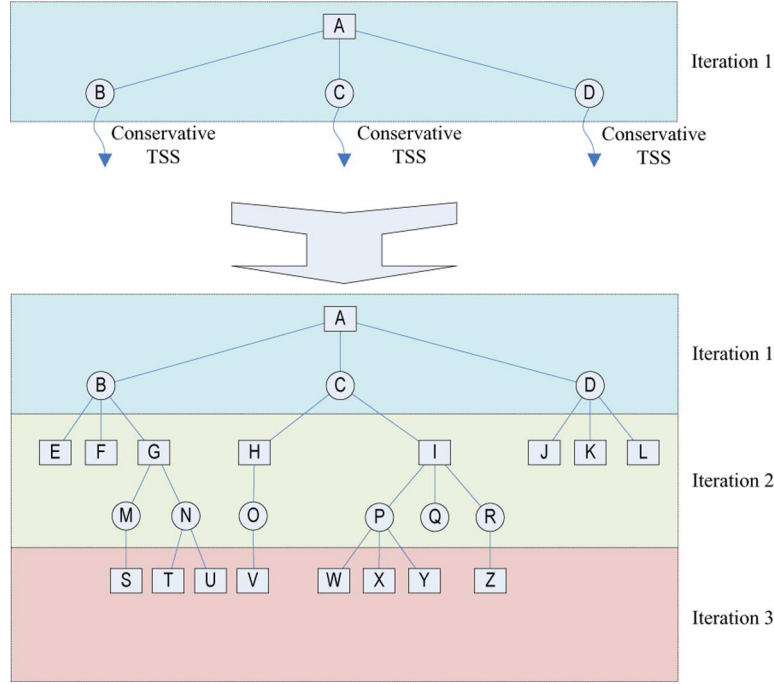 A
Iteration 1
B
C
D
Conservative
TSS
Conservative
TSS
Conservative
TSS
A
Iteration 1
B
C
D
E
F
G
H
I
J
K
L
Iteration 2
M
N
O
P
Q
R
S
T
U
V
W
X
Y
Z
Iteration 3